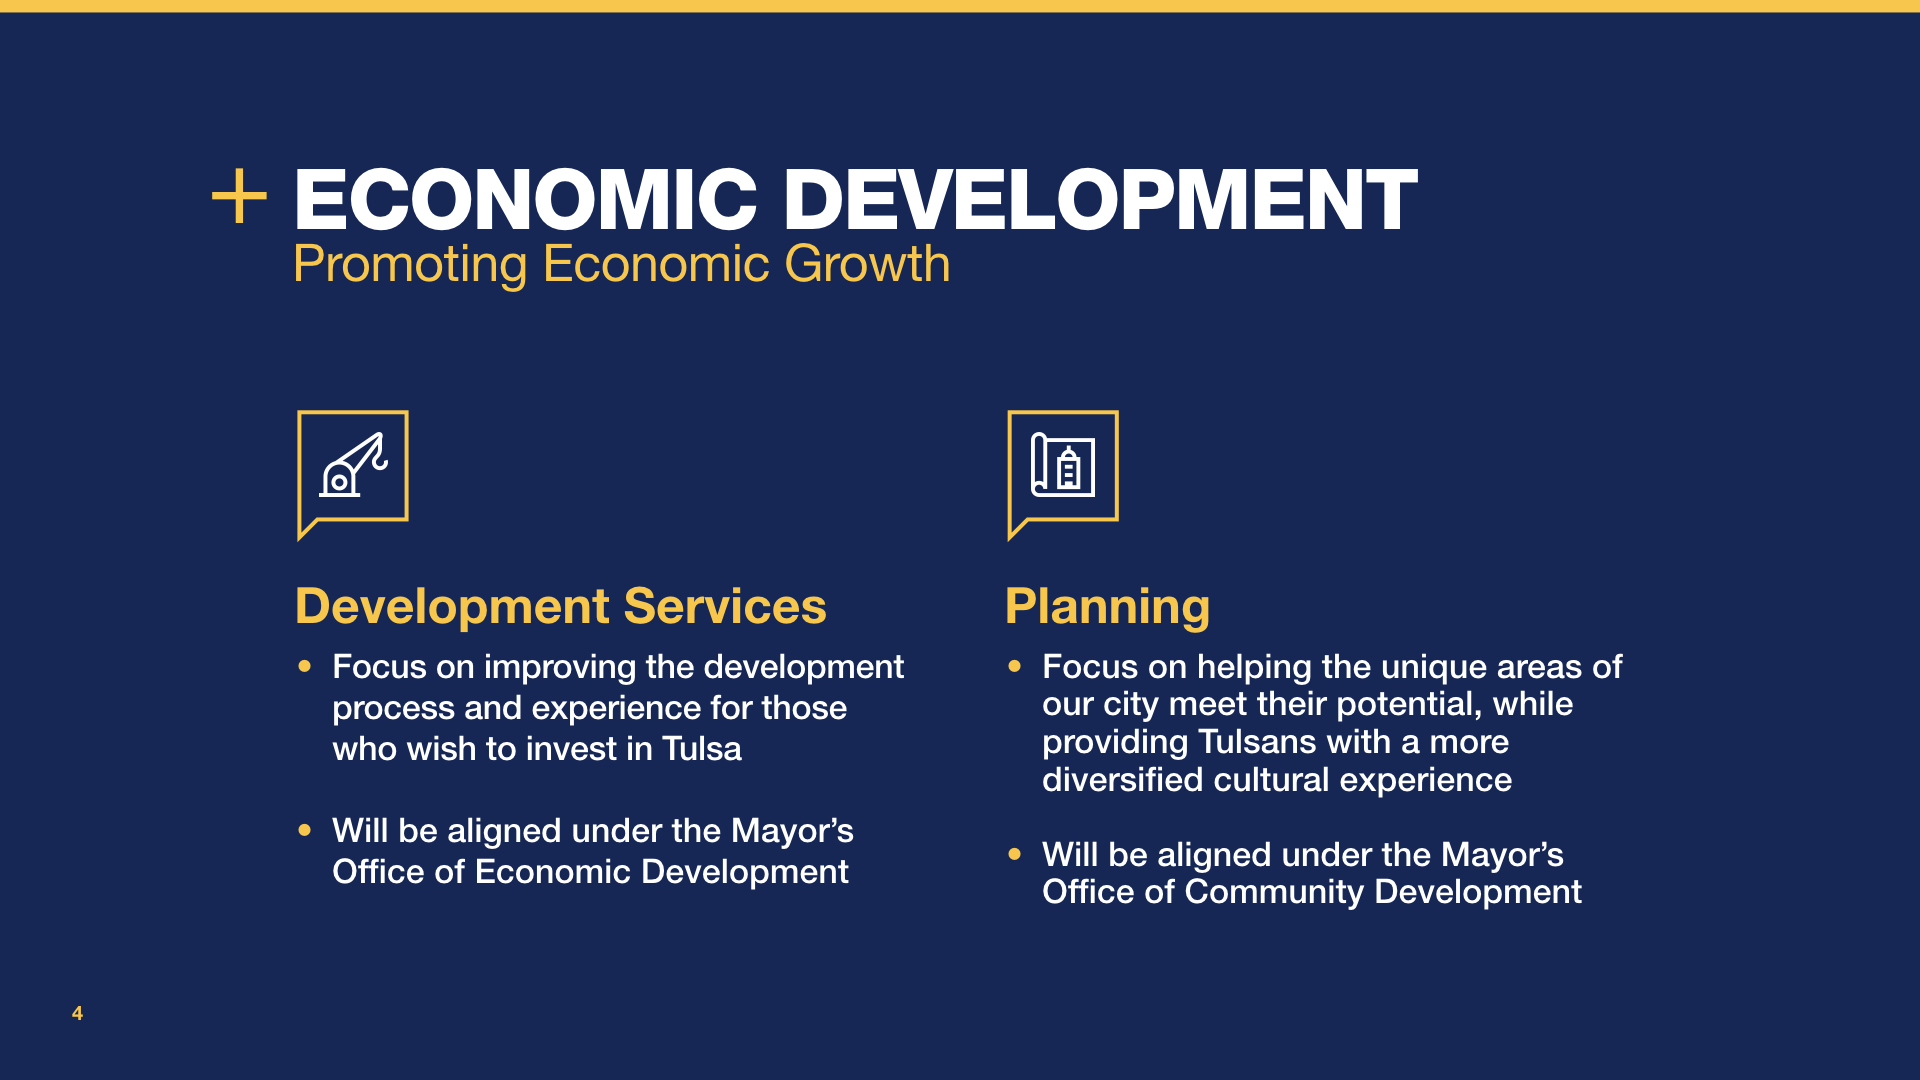 + ECONOMIC DEVELOPMENT
Promoting Economic Growth
Development Services
• Focus on improving the development
process and experience for those
who wish to invest in Tulsa
• Will be aligned under the Mayor’s
Office of Economic Development
Planning
• Focus on helping the unique areas of
our city meet their potential, while
providing Tulsans with a more
diversified cultural experience
• Will be aligned under the Mayor’s
Office of Community Development
4